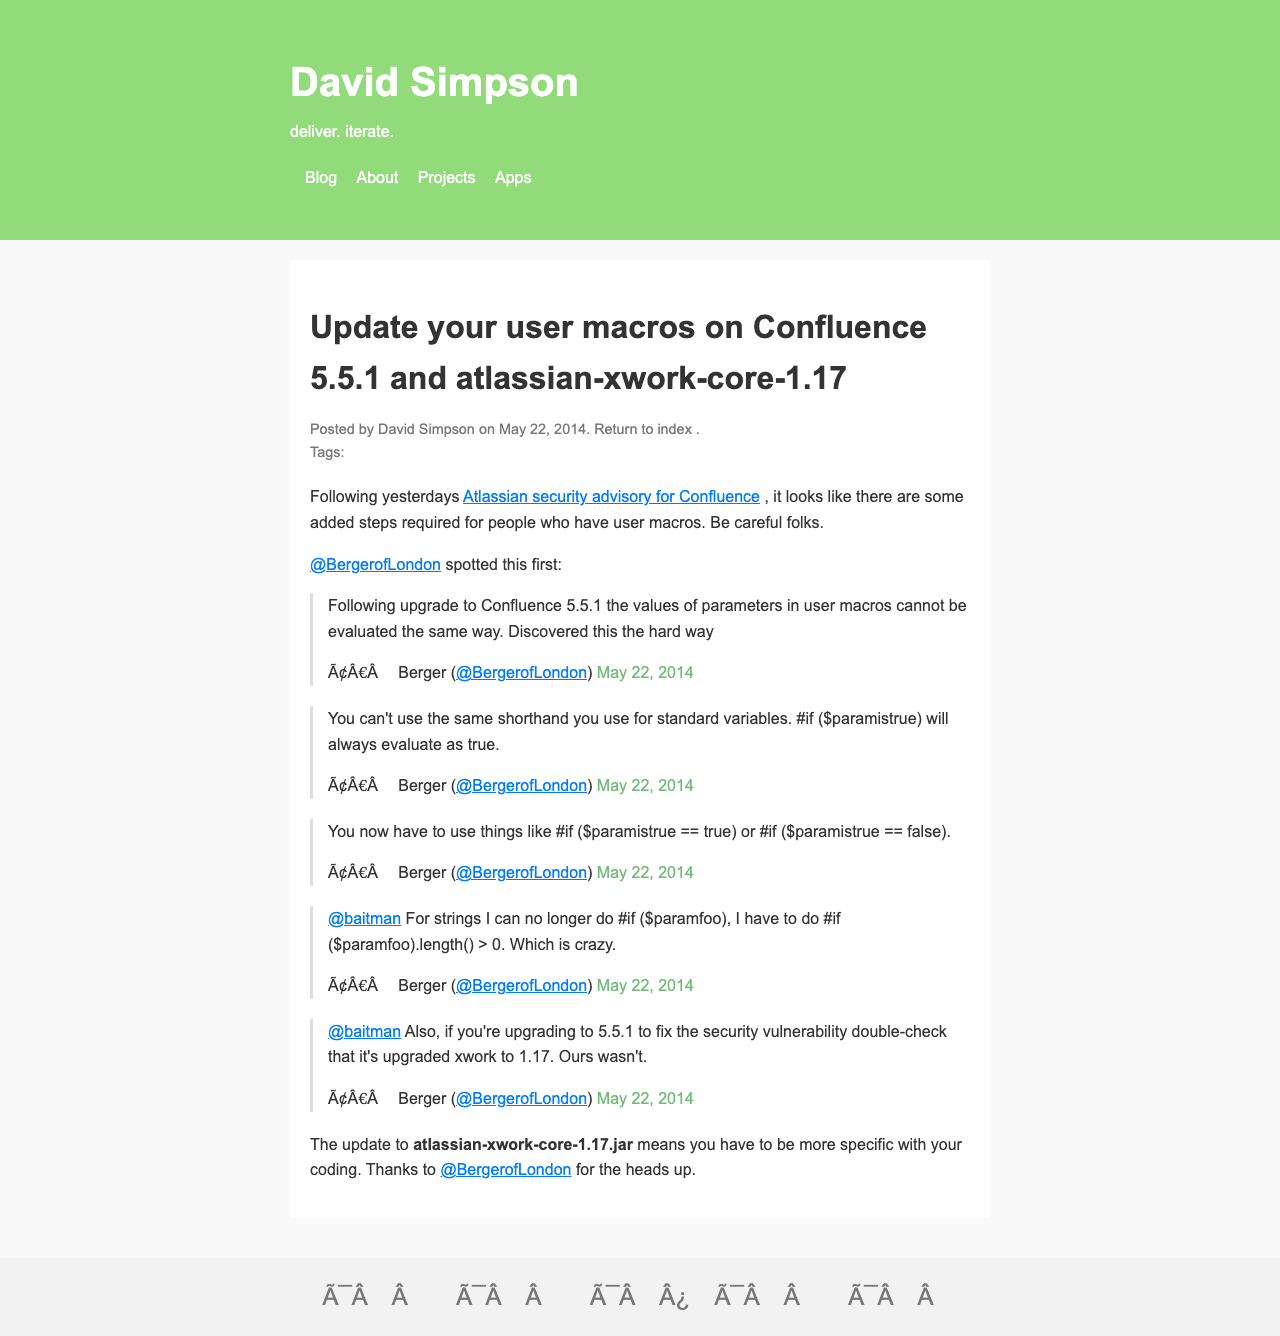 David Simpson
deliver. iterate.
Blog About Projects Apps
Update your user macros on Confluence
5.5.1 and atlassian-xwork-core-1.17
Posted by David Simpson on May 22, 2014. Return to index .
Tags:
Following yesterdays Atlassian security advisory for Confluence , it looks like there are some
added steps required for people who have user macros. Be careful folks.
@BergerofLondon spotted this first:
Following upgrade to Confluence 5.5.1 the values of parameters in user macros cannot be
evaluated the same way. Discovered this the hard way
Ã¢Â€Â Berger (@BergerofLondon) May 22, 2014
You can't use the same shorthand you use for standard variables. #if ($paramistrue) will
always evaluate as true.
Ã¢Â€Â Berger (@BergerofLondon) May 22, 2014
You now have to use things like #if ($paramistrue == true) or #if ($paramistrue == false).
Ã¢Â€Â Berger (@BergerofLondon) May 22, 2014
@baitman For strings I can no longer do #if ($paramfoo), I have to do #if
($paramfoo).length() > 0. Which is crazy.
Ã¢Â€Â Berger (@BergerofLondon) May 22, 2014
@baitman Also, if you're upgrading to 5.5.1 to fix the security vulnerability double-check
that it's upgraded xwork to 1.17. Ours wasn't.
Ã¢Â€Â Berger (@BergerofLondon) May 22, 2014
The update to atlassian-xwork-core-1.17.jar means you have to be more specific with your
coding. Thanks to @BergerofLondon for the heads up.
Ã¯Â Â Ã¯Â Â Ã¯Â Â¿ Ã¯Â Â Ã¯Â Â